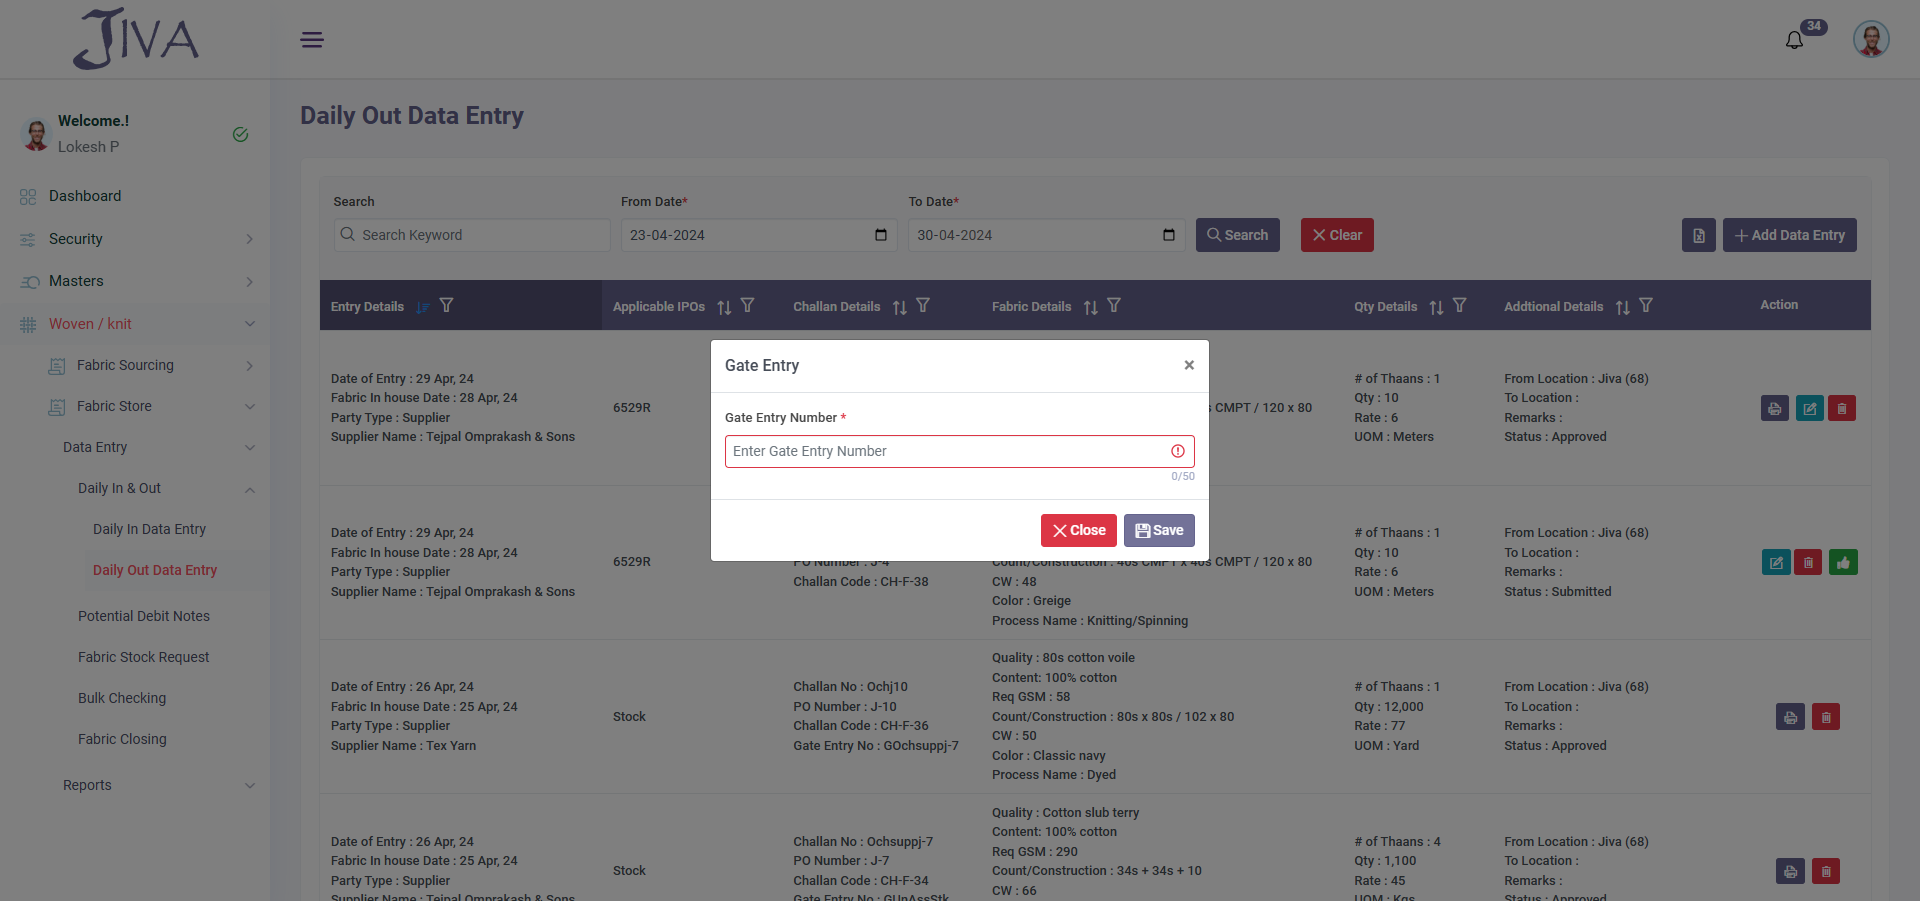 JIVA
34
Welcome.!
Lokesh P
Dashboard
Security
Masters
Woven / knit
Fabric Sourcing
Fabric Store
Data Entry
Daily In & Out
Daily In Data Entry
Daily Out Data Entry
Potential Debit Notes
Fabric Stock Request
Bulk Checking
Fabric Closing
Reports
Daily Out Data Entry
Search
From Date*
To Date*
Search Keyword
23-04-2024
30-04-2024
Search
Clear
Add Data Entry
Entry Details
Applicable IPOs
Challan Details
Fabric Details
Qty Details
Addtional Details
Action
Date of Entry : 29 Apr, 24
Fabric In house Date : 28 Apr, 24
Party Type : Supplier
Supplier Name : Tejpal Omprakash & Sons
6529R
CMPT / 120 x 80
# of Thaans : 1
Qty : 10
Rate : 6
UOM : Meters
From Location : Jiva (68)
To Location :
Remarks :
Status : Approved
Gate Entry
×
Gate Entry Number *
Enter Gate Entry Number
0/50
Close
Save
Date of Entry : 29 Apr, 24
Fabric In house Date : 28 Apr, 24
Party Type : Supplier
Supplier Name : Tejpal Omprakash & Sons
6529R
PO Number : J-4
Challan Code : CH-F-38
Count/Construction : 40s CMPT x 40s CMPT / 120 x 80
CW : 48
Color : Greige
Process Name : Knitting/Spinning
# of Thaans : 1
Qty : 10
Rate : 6
UOM : Meters
From Location : Jiva (68)
To Location :
Remarks :
Status : Submitted
Date of Entry : 26 Apr, 24
Fabric In house Date : 25 Apr, 24
Party Type : Supplier
Supplier Name : Tex Yarn
Stock
Challan No : Ochj10
PO Number : J-10
Challan Code : CH-F-36
Gate Entry No : GOchsuppj-7
Quality : 80s cotton voile
Content: 100% cotton
Req GSM : 58
Count/Construction : 80s x 80s / 102 x 80
CW : 50
Color : Classic navy
Process Name : Dyed
# of Thaans : 1
Qty : 12,000
Rate : 77
UOM : Yard
From Location : Jiva (68)
To Location :
Remarks :
Status : Approved
Date of Entry : 26 Apr, 24
Fabric In house Date : 25 Apr, 24
Party Type : Supplier
Supplier Name : Tejpal Omprakash & Sons
Stock
Challan No : Ochsuppj-7
PO Number : J-7
Challan Code : CH-F-34
Gate Entry No : GUnAssStk
Quality : Cotton slub terry
Content: 100% cotton
Req GSM : 290
Count/Construction : 34s + 34s + 10
CW : 66
# of Thaans : 4
Qty : 1,100
Rate : 45
UOM : Kgs
From Location : Jiva (68)
To Location :
Remarks :
Status : Approved